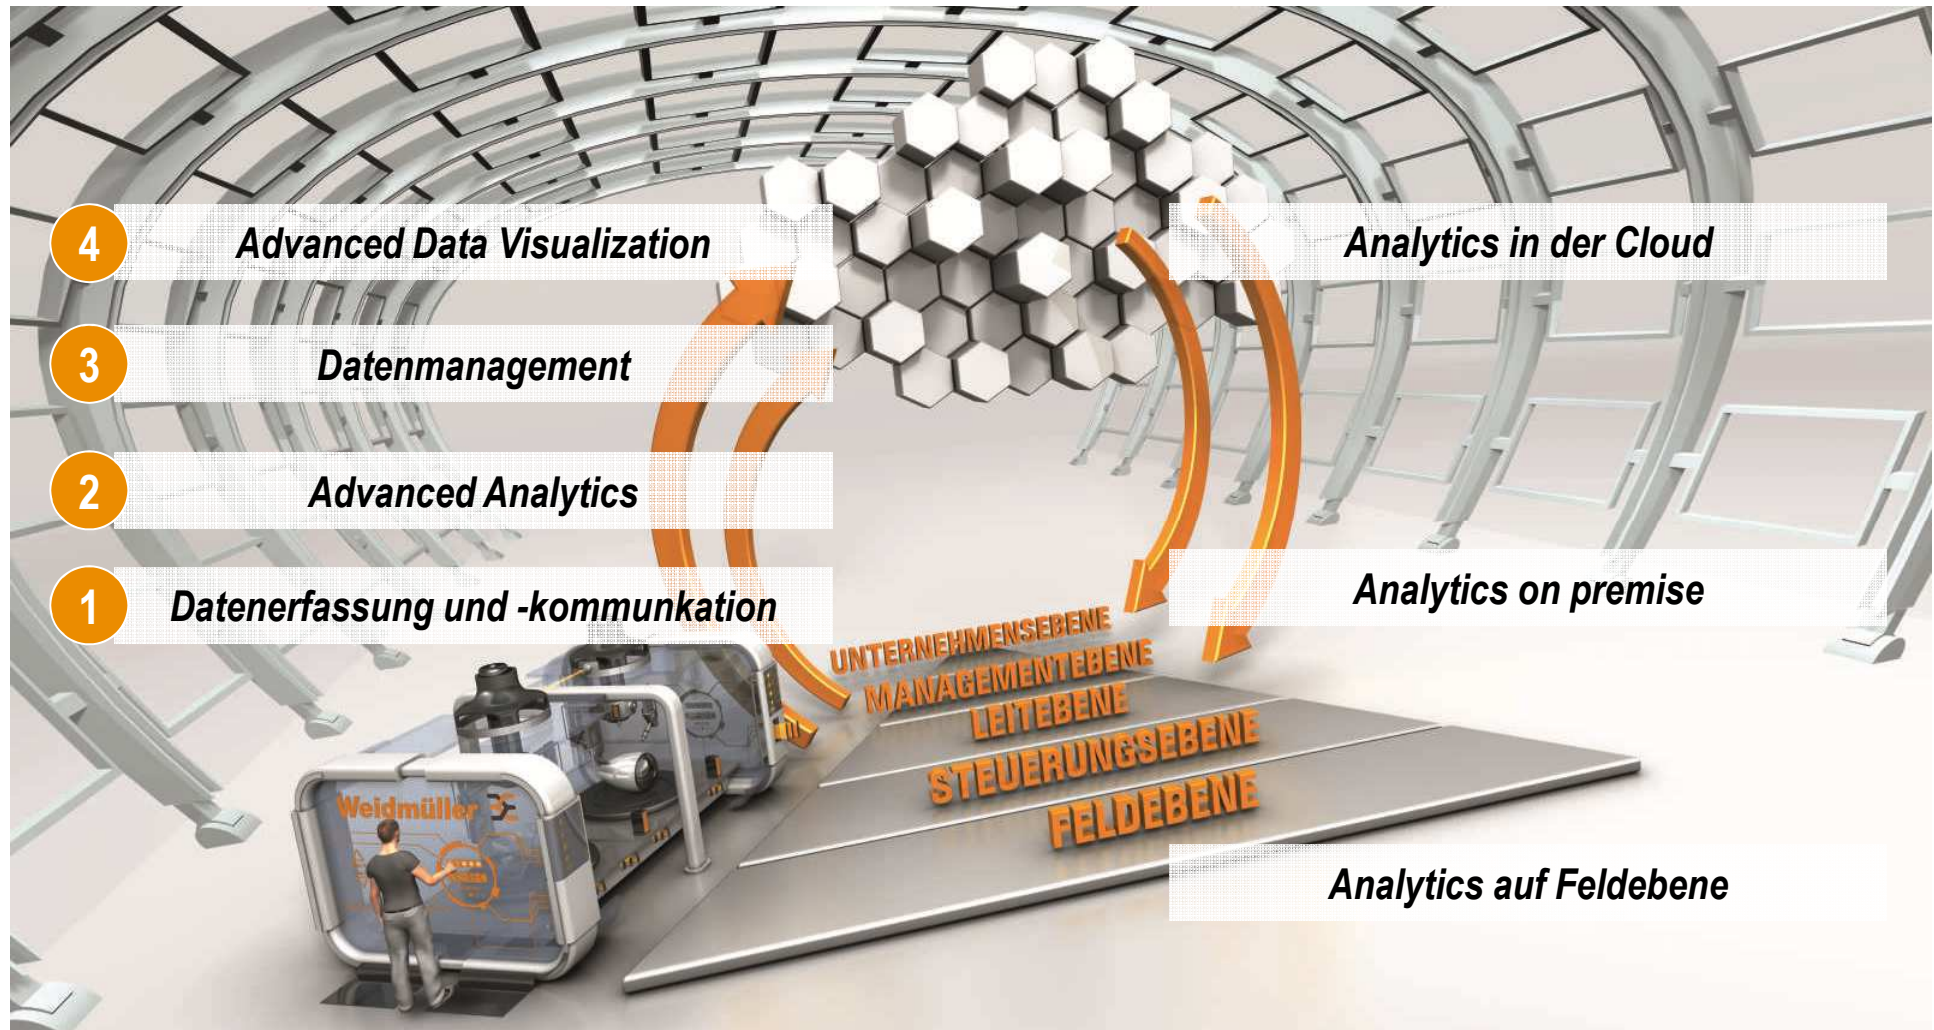 4
Advanced Data Visualization
3
Datenmanagement
2
Advanced Analytics
1
Datenerfassung und -kommunkation
Analytics in der Cloud
Analytics on premise
Analytics auf Feldebene
UNTERNEHMENSEBENE
MANAGEMENTEBENE
LEITEBENE
STEUERUNGSEBENE
FELDEBENE
Weidmüller